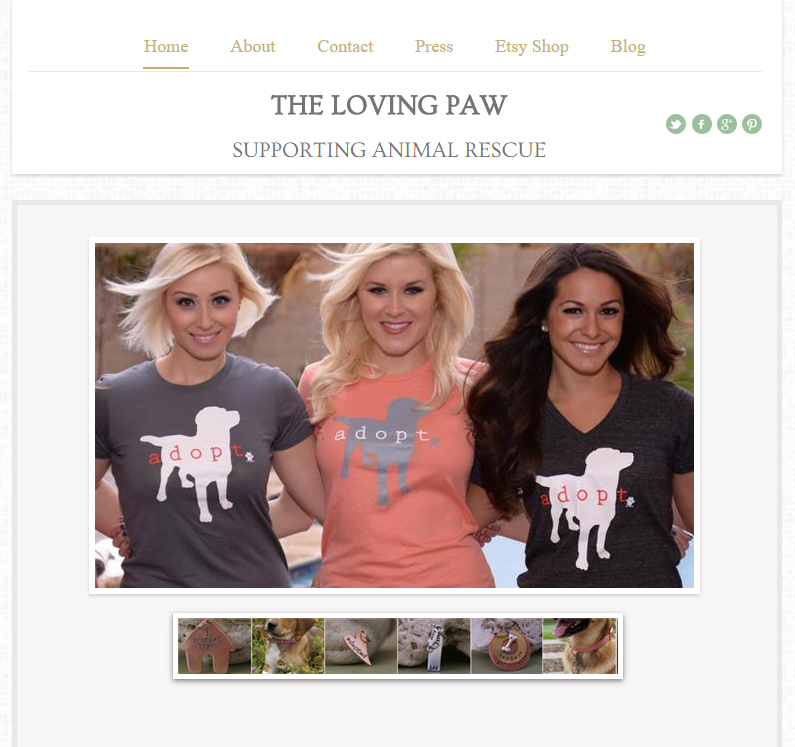 Home About Contact Press Etsy Shop Blog
THE LOVING PAW
SUPPORTING ANIMAL RESCUE
adopt
adopt
adopt